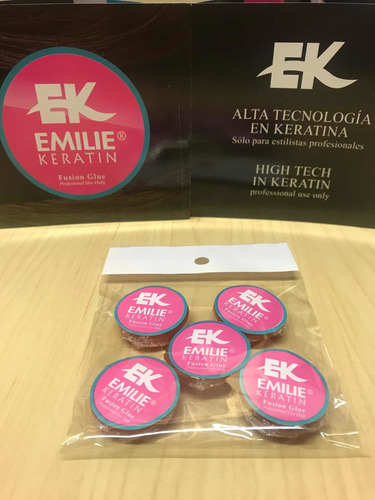 EK
EMILIE®
KERATIN
Fusion Glue
Professional Use Only
EK
ALTA TECNOLOGÍA
EN KERATINA
Sólo para estilistas profesionales
HIGH TECH
IN KERATIN
professional use only
EK
EMILIE
KERATIN
Fusion Glue
EK
EMILIE
KERATIN
Fusion Glue
EK
EMILIE
KERATIN
Fusion Glue
EK
EMILIE
KERATIN
Fusion Glue
EK
EMILIE
KERATIN
Fusion Glue